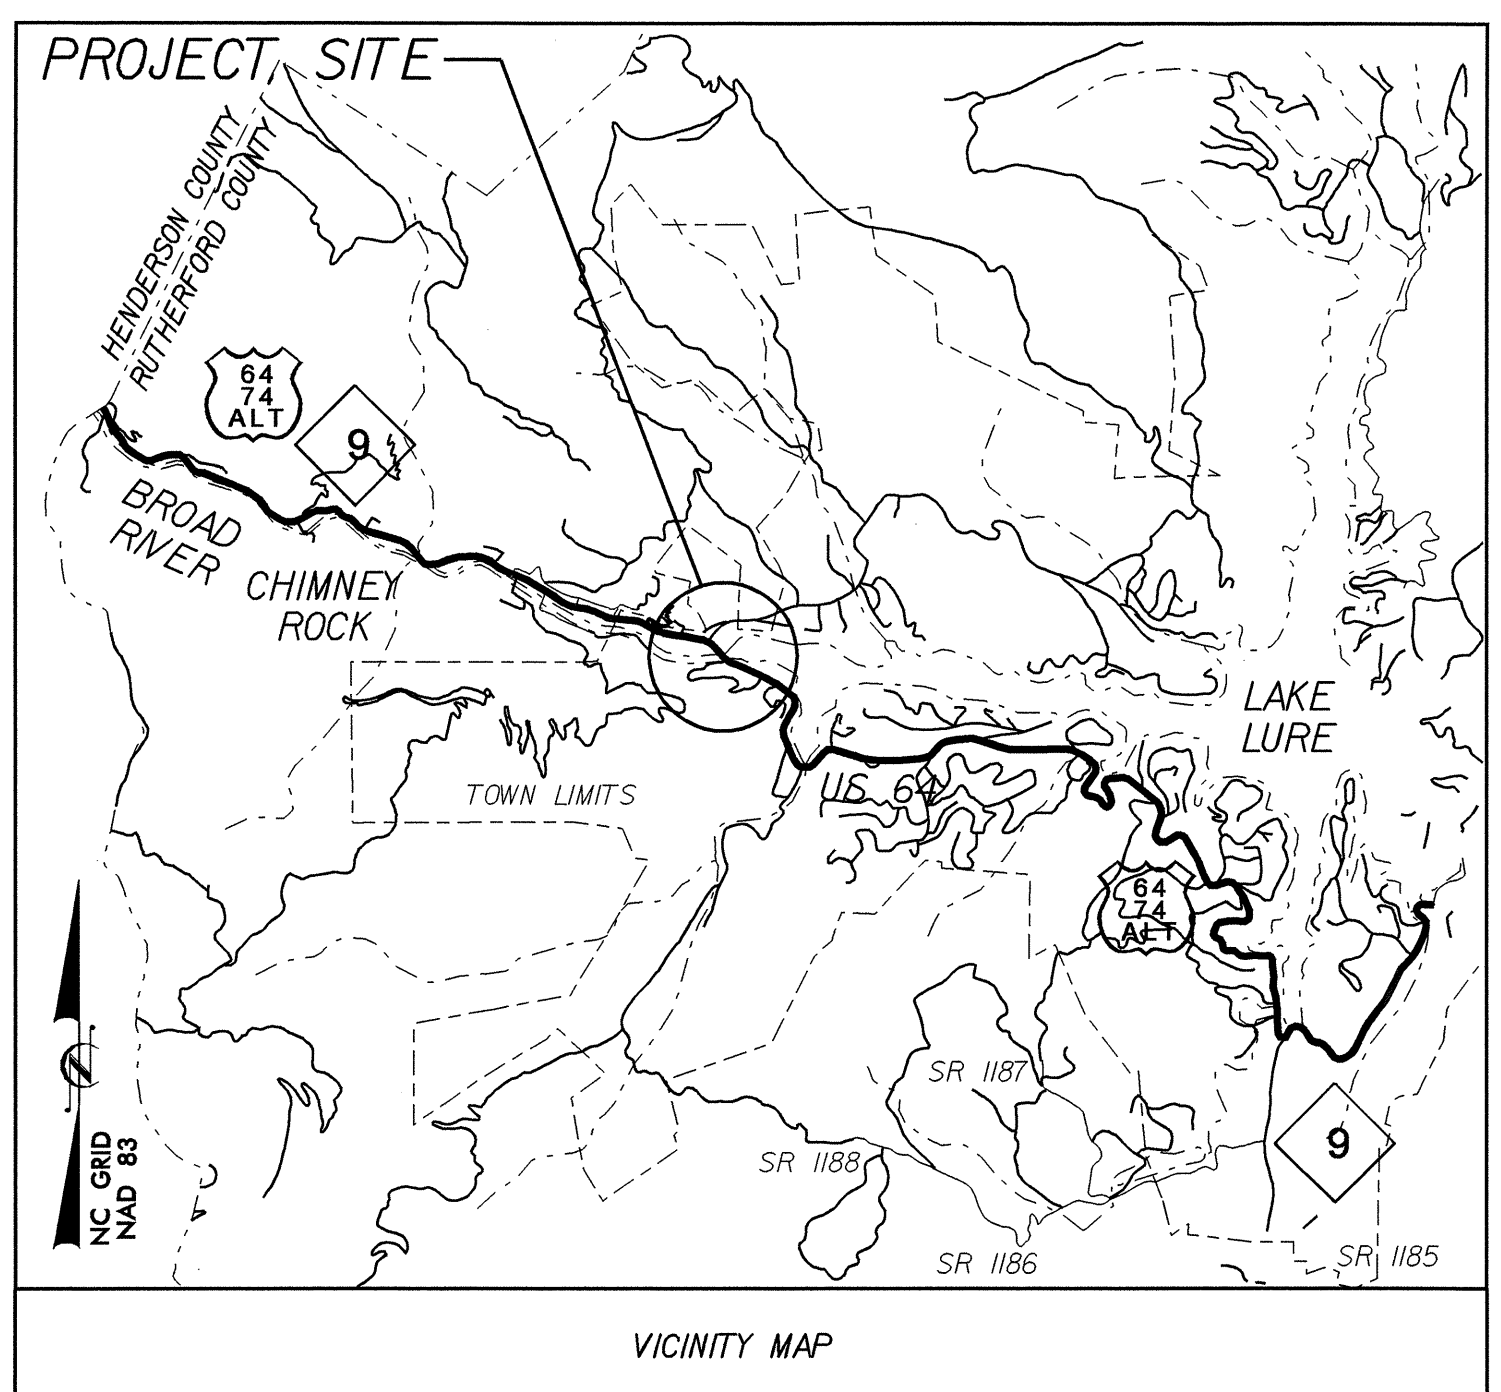 PROJECT SITE
HENDERSON COUNTY
RUTHERFORD COUNTY
64
74
ALT
9
BROAD
RIVER
CHIMNEY
ROCK
LAKE
LURE
TOWN LIMITS
US 64
64
74
ALT
N
NC GRID
NAD 83
SR 1187
SR 1188
9
SR 1186
SR 1185
VICINITY MAP